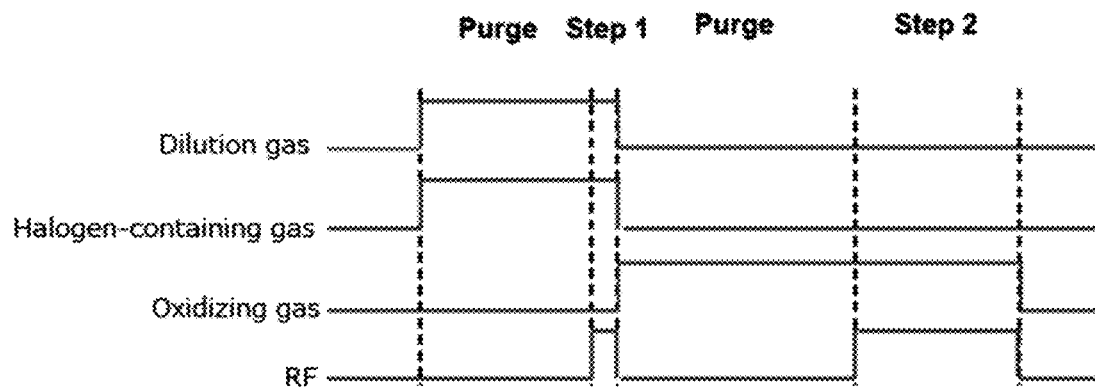 Purge Step 1 Purge Step 2
Dilution gas
Halogen-containing gas
Oxidizing gas
RF